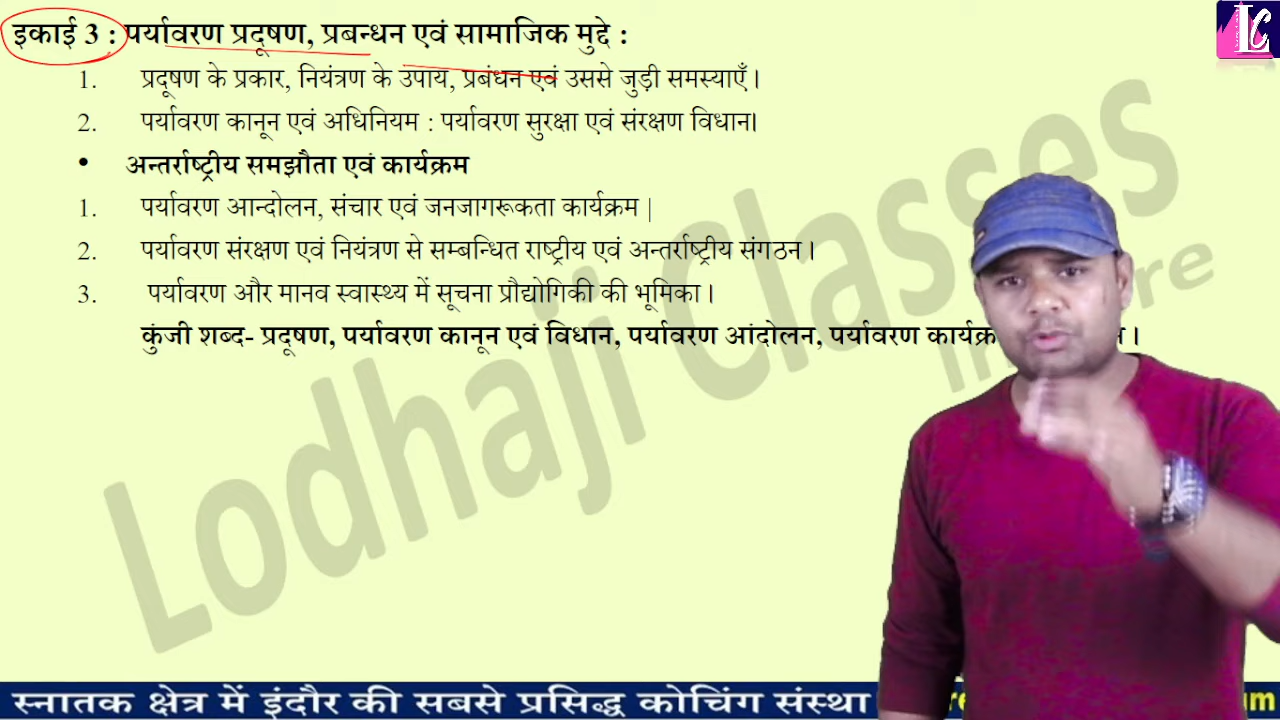 इकाई 3 : पर्यावरण प्रदूषण, प्रबन्धन एवं सामाजिक मुद्दे :
1. प्रदूषण के प्रकार, नियंत्रण के उपाय, प्रबंधन एवं उससे जुड़ी समस्याएँ।
2. पर्यावरण कानून एवं अधिनियम : पर्यावरण सुरक्षा एवं संरक्षण विधान।
• अन्तर्राष्ट्रीय समझौता एवं कार्यक्रम
1. पर्यावरण आन्दोलन, संचार एवं जनजागरूकता कार्यक्रम |
2. पर्यावरण संरक्षण एवं नियंत्रण से सम्बन्धित राष्ट्रीय एवं अन्तर्राष्ट्रीय संगठन।
3. पर्यावरण और मानव स्वास्थ्य में सूचना प्रौद्योगिकी की भूमिका।
कुंजी शब्द- प्रदूषण, पर्यावरण कानून एवं विधान, पर्यावरण आंदोलन, पर्यावरण
Lodhaji Classes
LC
स्नातक क्षेत्र में इंदौर की सबसे प्रसिद्ध कोचिंग संस्था